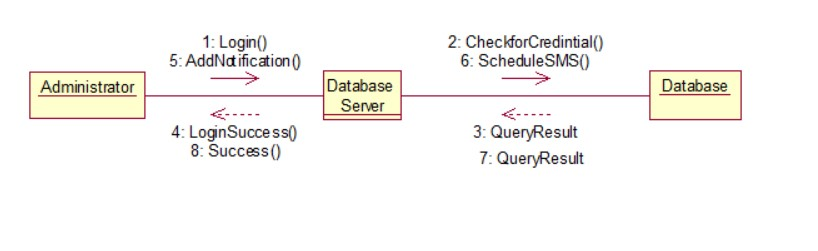 1: Login()
5: AddNotification()
2: CheckforCredintial()
6: ScheduleSMS()
Administrator
Database
Server
Database
4: LoginSuccess()
8: Success()
3: QueryResult
7: QueryResult